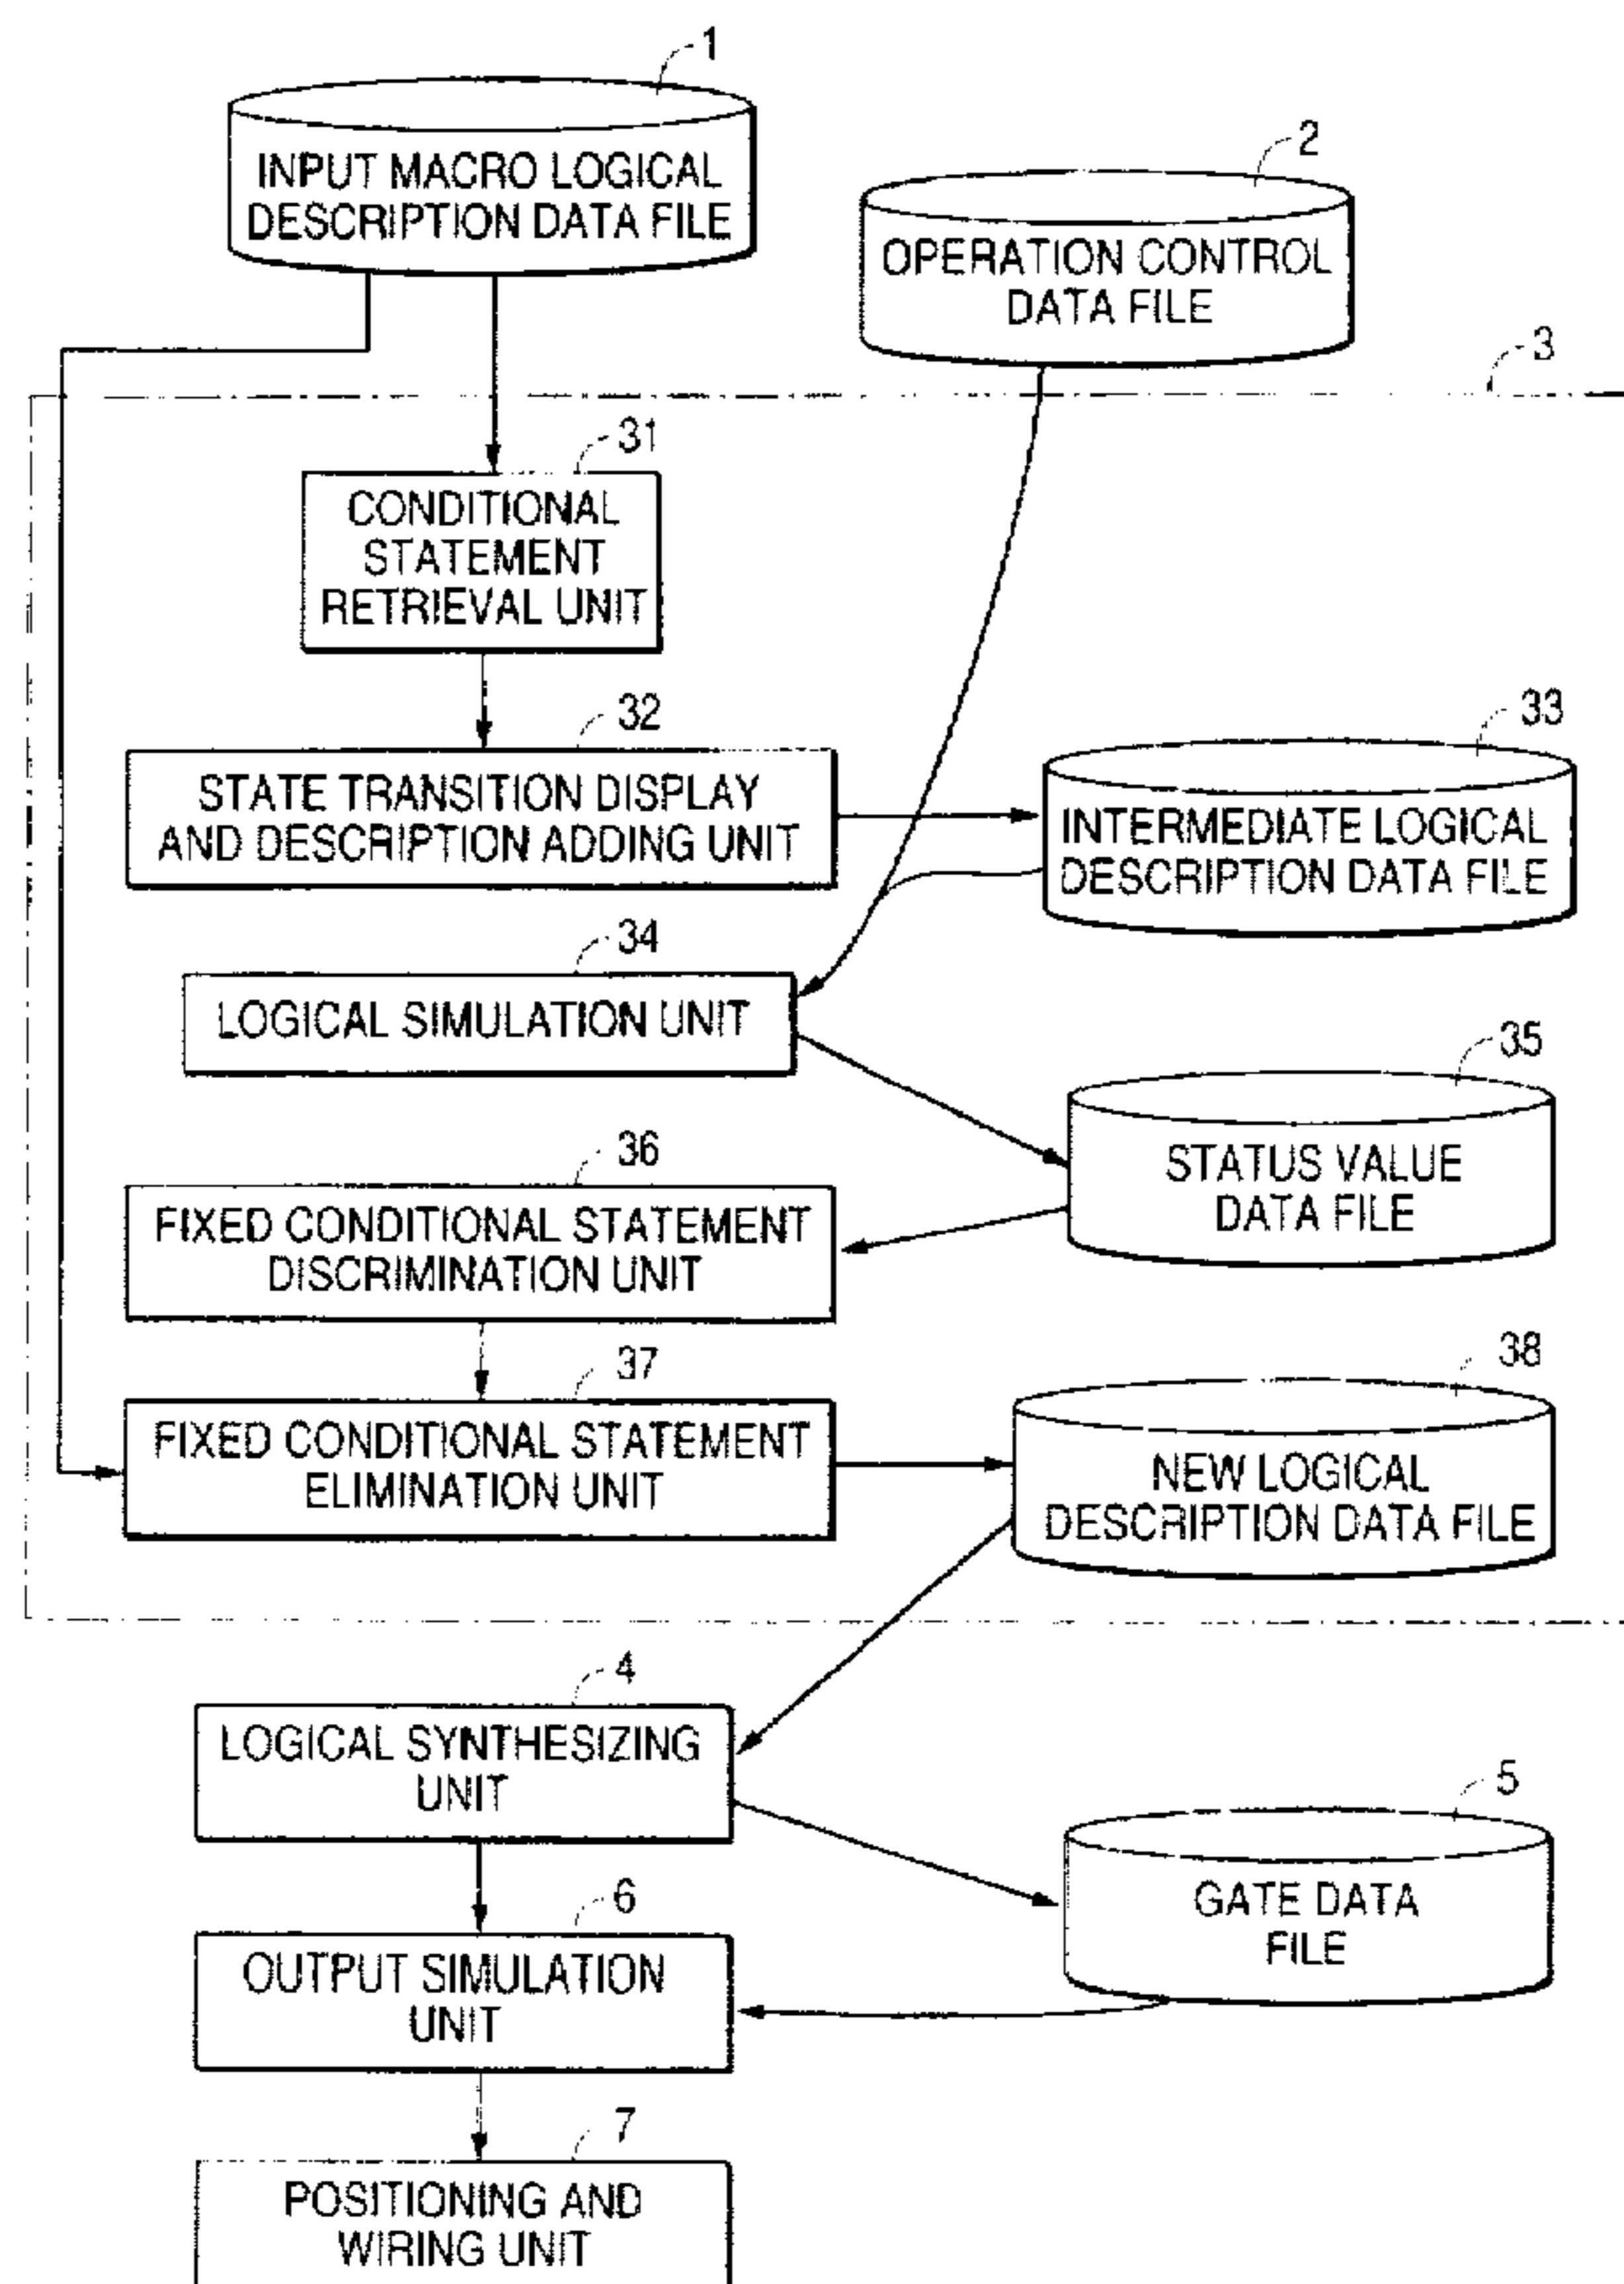 1
INPUT MACRO LOGICAL
DESCRIPTION DATA FILE
2
OPERATION CONTROL
DATA FILE
3
31
CONDITIONAL
STATEMENT
RETRIEVAL UNIT
32
STATE TRANSITION DISPLAY
AND DESCRIPTION ADDING UNIT
33
INTERMEDIATE LOGICAL
DESCRIPTION DATA FILE
34
LOGICAL SIMULATION UNIT
35
STATUS VALUE
DATA FILE
36
FIXED CONDITIONAL STATEMENT
DISCRIMINATION UNIT
37
FIXED CONDITIONAL STATEMENT
ELIMINATION UNIT
38
NEW LOGICAL
DESCRIPTION DATA FILE
4
LOGICAL SYNTHESIZING
UNIT
5
GATE DATA
FILE
6
OUTPUT SIMULATION
UNIT
7
POSITIONING AND
WIRING UNIT